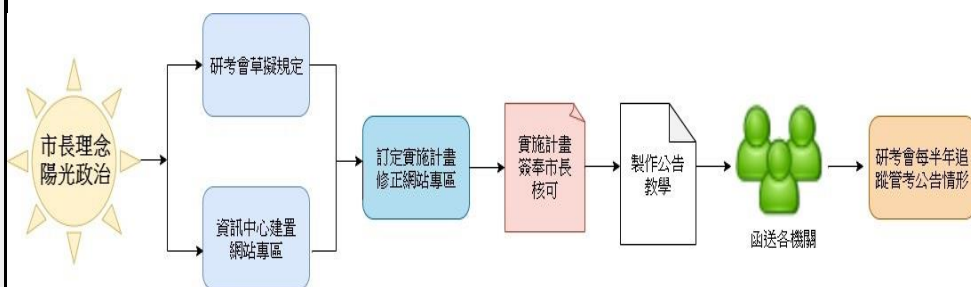 市長理念
陽光政治
研考會草擬規定
資訊中心建置
網站專區
訂定實施計畫
修正網站專區
實施計畫
簽奉市長
核可
製作公告
教學
函送各機關
研考會每半年追
蹤管考公告情形